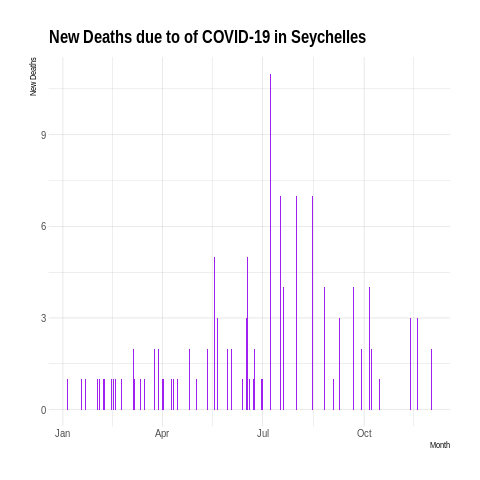 New Deaths due to of COVID-19 in Seychelles
New Deaths
9
6
3
0
Jan Apr Jul Oct
Month